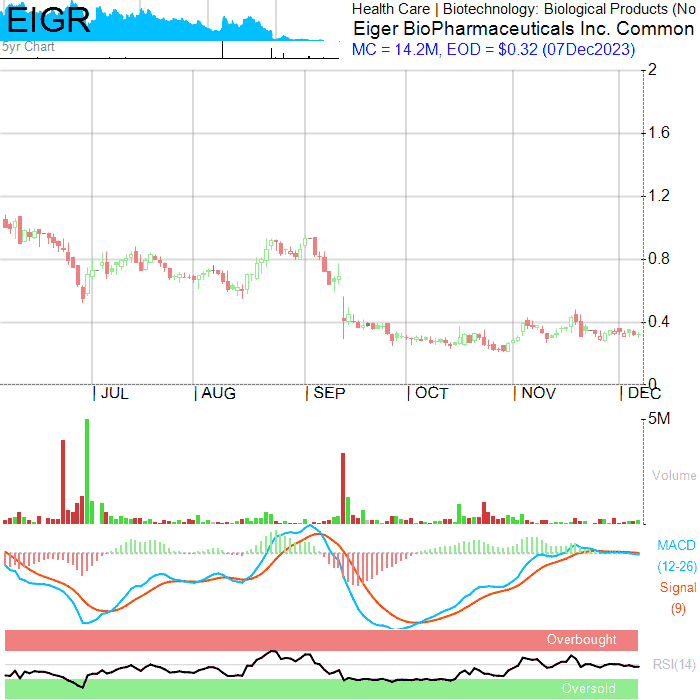 EIGR
5yr Chart
Health Care | Biotechnology: Biological Products (No
Eiger BioPharmaceuticals Inc. Common
MC = 14.2M, EOD = $0.32 (07Dec2023)
2
1.6
1.2
0.8
0.4
0
| JUL | AUG | SEP | OCT | NOV | DEC
5M
Volume
MACD
(12-26)
Signal
(9)
Overbought
RSI(14)
Oversold